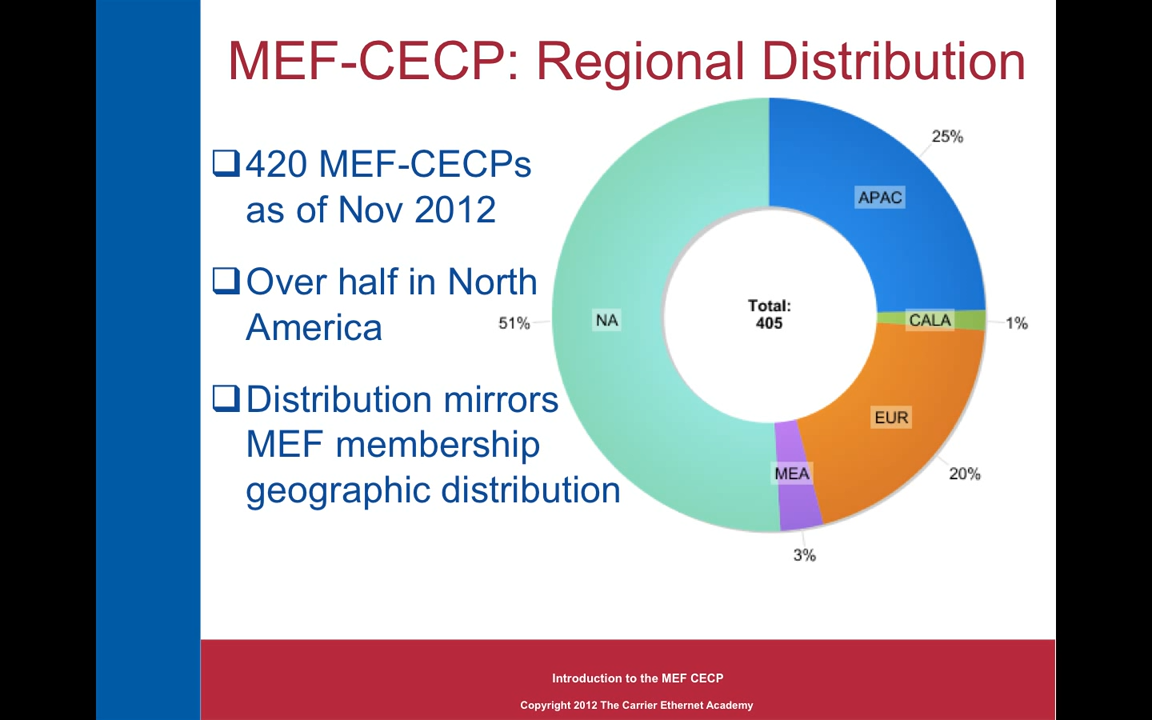 MEF-CECP: Regional Distribution
❑420 MEF-CECPs
as of Nov 2012
❑Over half in North
America
❑Distribution mirrors
MEF membership
geographic distribution
25%
APAC
Total:
405
NA
51%
CALA
1%
EUR
20%
MEA
3%
Introduction to the MEF CECP
Copyright 2012 The Carrier Ethernet Academy